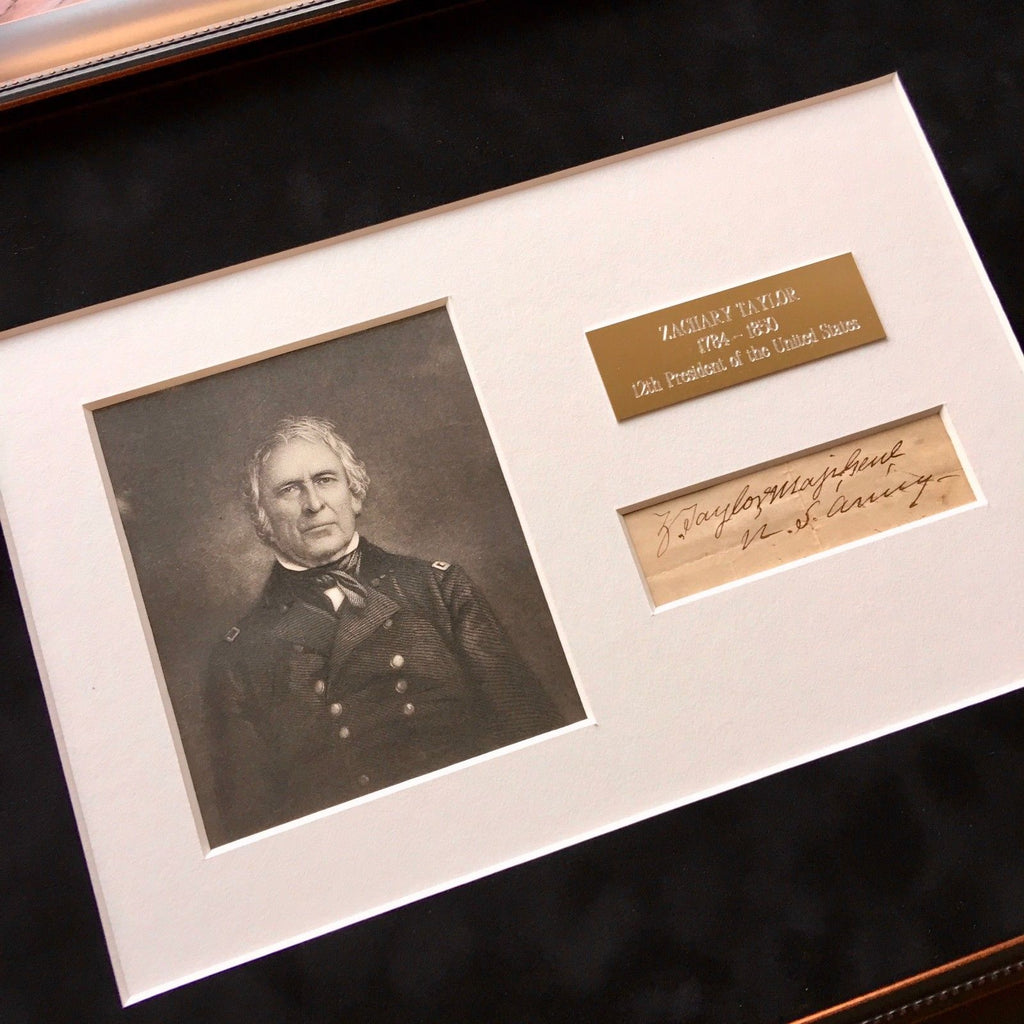 ZACHARY TAYLOR
1784 - 1850
12th President of the United States
Z. Taylor Maj. Genl
U. S. Army